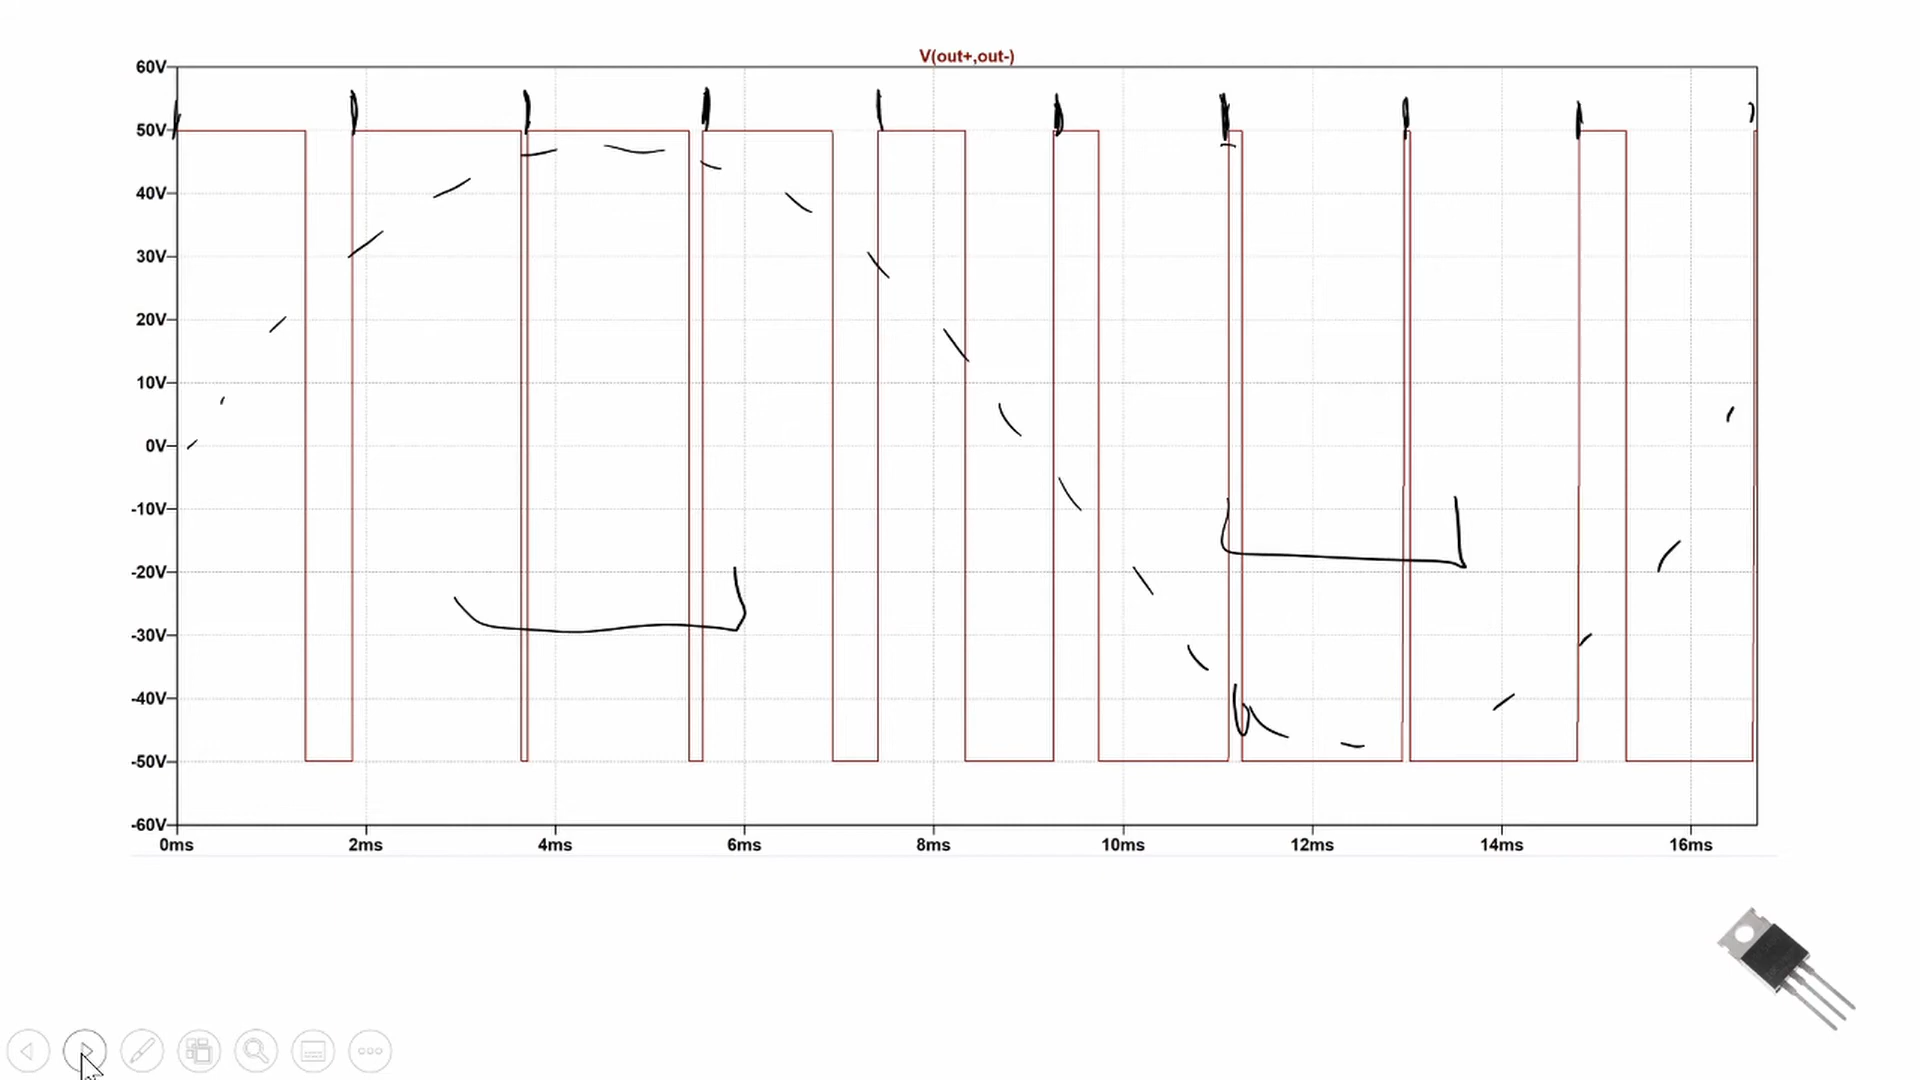 V(out+,out-)
60V
50V
40V
30V
20V
10V
0V
-10V
-20V
-30V
-40V
-50V
-60V
0ms 2ms 4ms 6ms 8ms 10ms 12ms 14ms 16ms